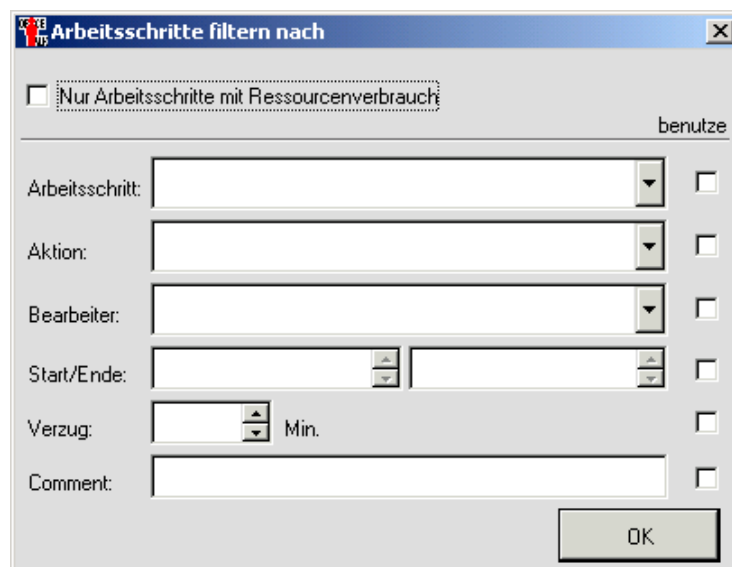 Arbeitsschritte filtern nach
Nur Arbeitsschritte mit Ressourcenverbrauch
benutze
Arbeitsschritt:
Aktion:
Bearbeiter:
Start/Ende:
Verzug: Min.
Comment:
OK